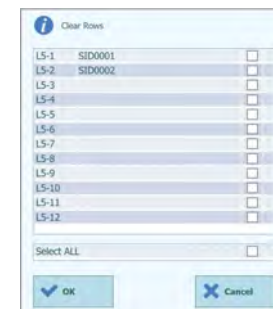 Clear Rows
L5-1 SID0001
L5-2 SID0002
L5-3
L5-4
L5-5
L5-6
L5-7
L5-8
L5-9
L5-10
L5-11
L5-12
Select ALL
OK Cancel